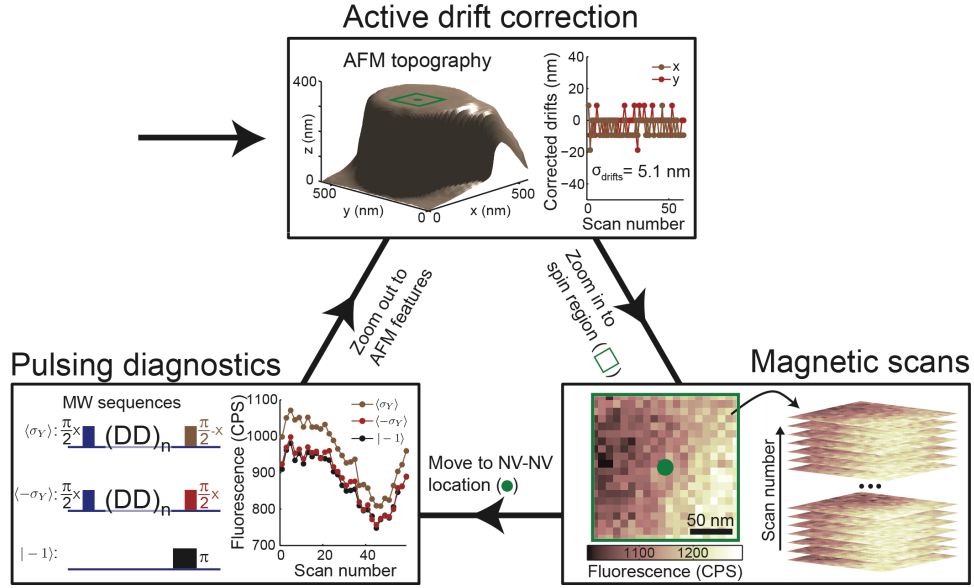 Active drift correction
AFM topography
400
200
0
z (nm)
500
y (nm)
0
0
x (nm)
500
Corrected drifts (nm)
40
20
0
−20
−40
x
y
σdrifts= 5.1 nm
50
Scan number
Zoom out to
AFM features
Zoom in to
spin region ( )
Pulsing diagnostics
MW sequences
⟨σY⟩: π/2 x (DD)n π/2 -x
⟨−σY⟩: π/2 x (DD)n π/2 x
|−1⟩: π
Fluorescence (CPS)
1100
1000
900
800
700
0
20
40
Scan number
⟨σY⟩
⟨−σY⟩
|−1⟩
Move to NV-NV
location ( )
Magnetic scans
50 nm
1100
1200
Fluorescence (CPS)
Scan number